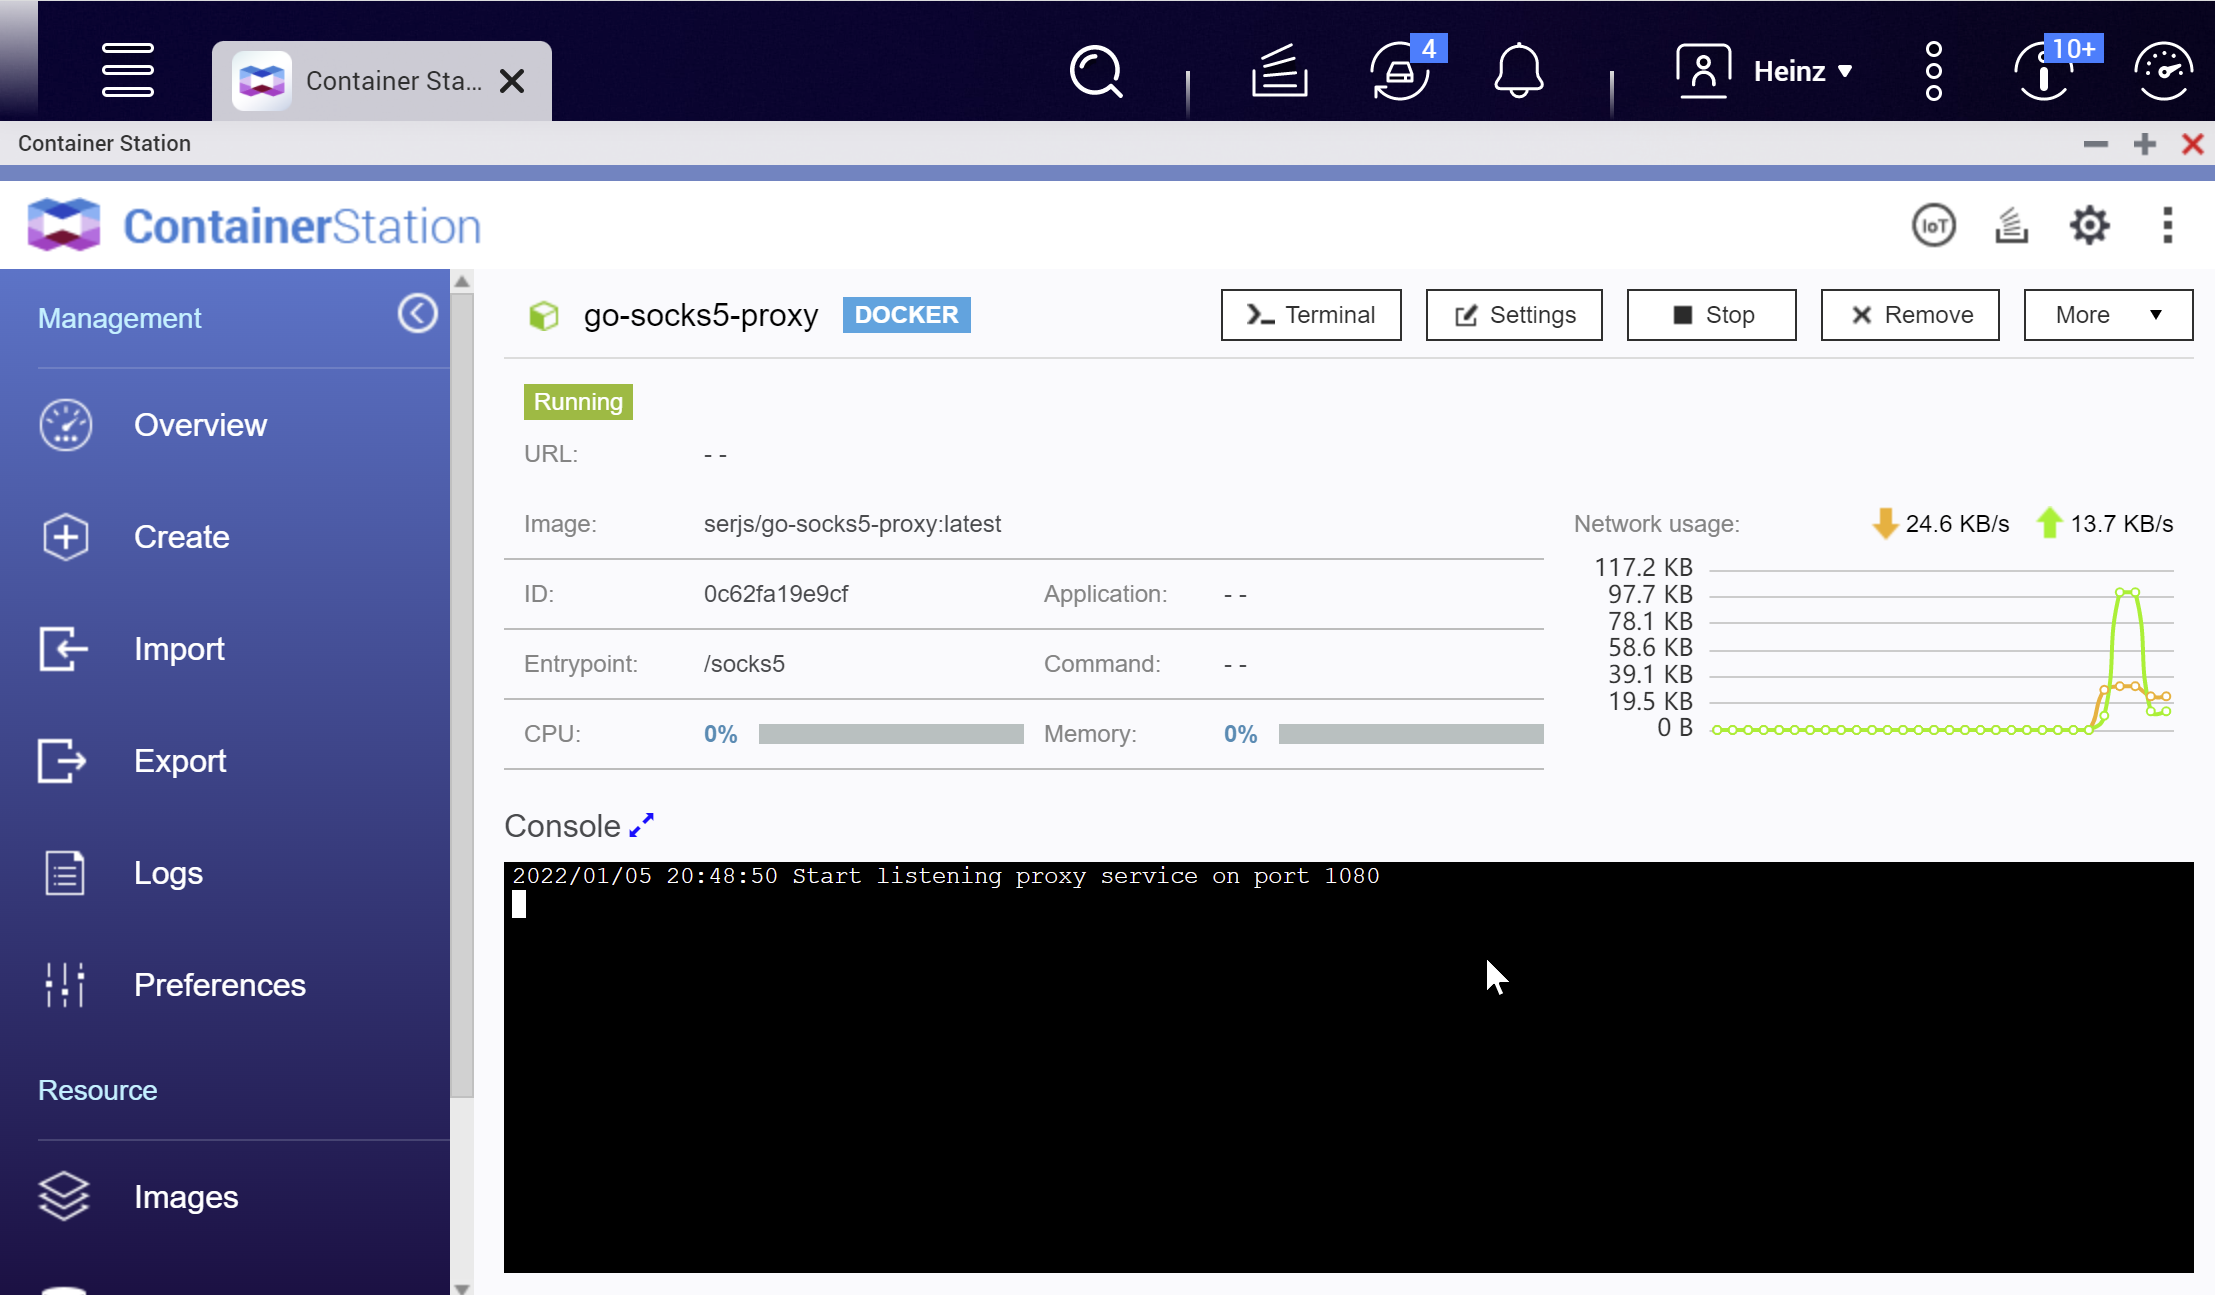 Container Sta...
4
Heinz
10+
Container Station
ContainerStation
IoT
Management
Overview
Create
Import
Export
Logs
Preferences
Resource
Images
go-socks5-proxy
DOCKER
Terminal
Settings
Stop
Remove
More
Running
URL: - -
Image: serjs/go-socks5-proxy:latest
ID: 0c62fa19e9cf Application: - -
Entrypoint: /socks5 Command: - -
CPU: 0% Memory: 0%
Network usage: 24.6 KB/s 13.7 KB/s
117.2 KB
97.7 KB
78.1 KB
58.6 KB
39.1 KB
19.5 KB
0 B
Console
2022/01/05 20:48:50 Start listening proxy service on port 1080